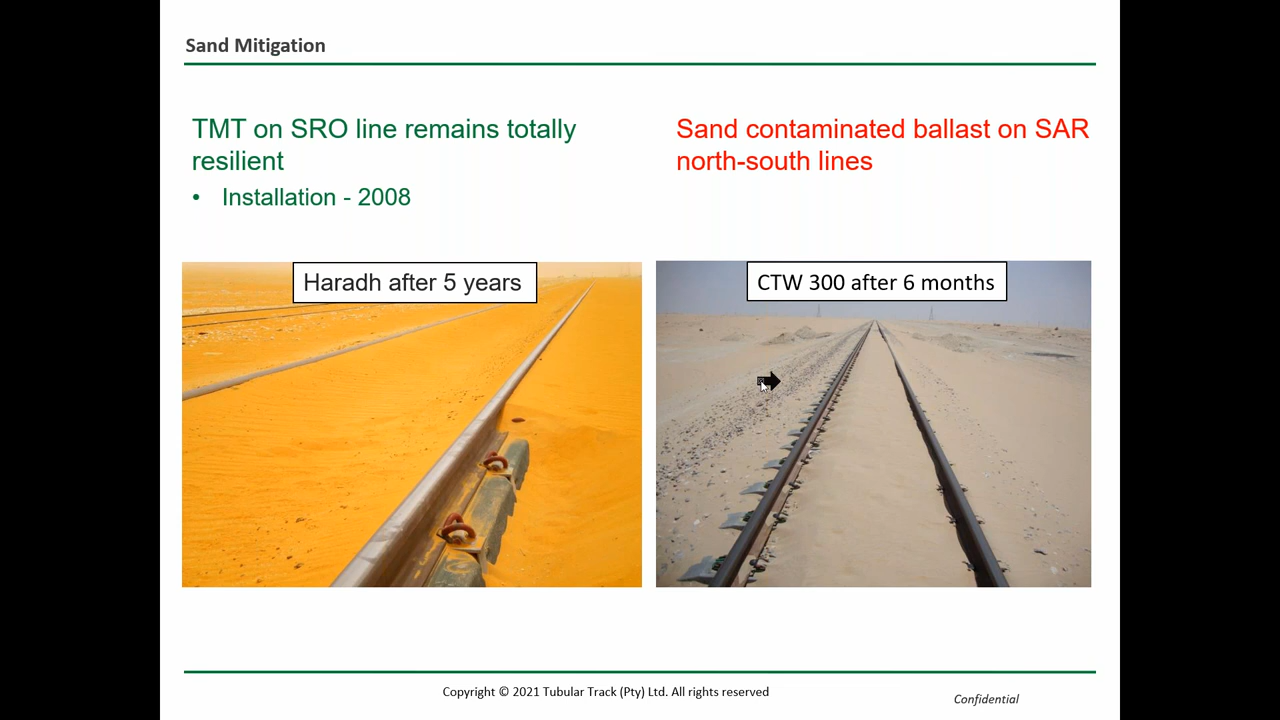 Sand Mitigation
TMT on SRO line remains totally
resilient
• Installation - 2008
Sand contaminated ballast on SAR
north-south lines
Haradh after 5 years
CTW 300 after 6 months
Copyright © 2021 Tubular Track (Pty) Ltd. All rights reserved
Confidential